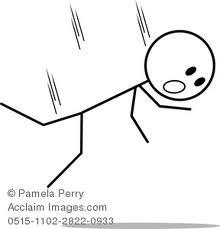 © Pamela Perry
Acclaim Images.com
0515-1102-2822-0933